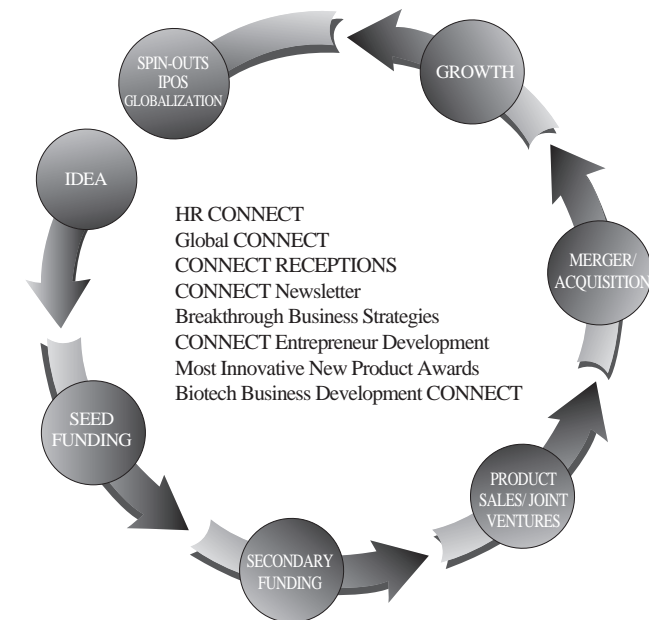 SPIN-OUTS
IPOS
GLOBALIZATION
GROWTH
IDEA
MERGER/
ACQUISITION
HR CONNECT
Global CONNECT
CONNECT RECEPTIONS
CONNECT Newsletter
Breakthrough Business Strategies
CONNECT Entrepreneur Development
Most Innovative New Product Awards
Biotech Business Development CONNECT
SEED
FUNDING
PRODUCT
SALES/JOINT
VENTURES
SECONDARY
FUNDING